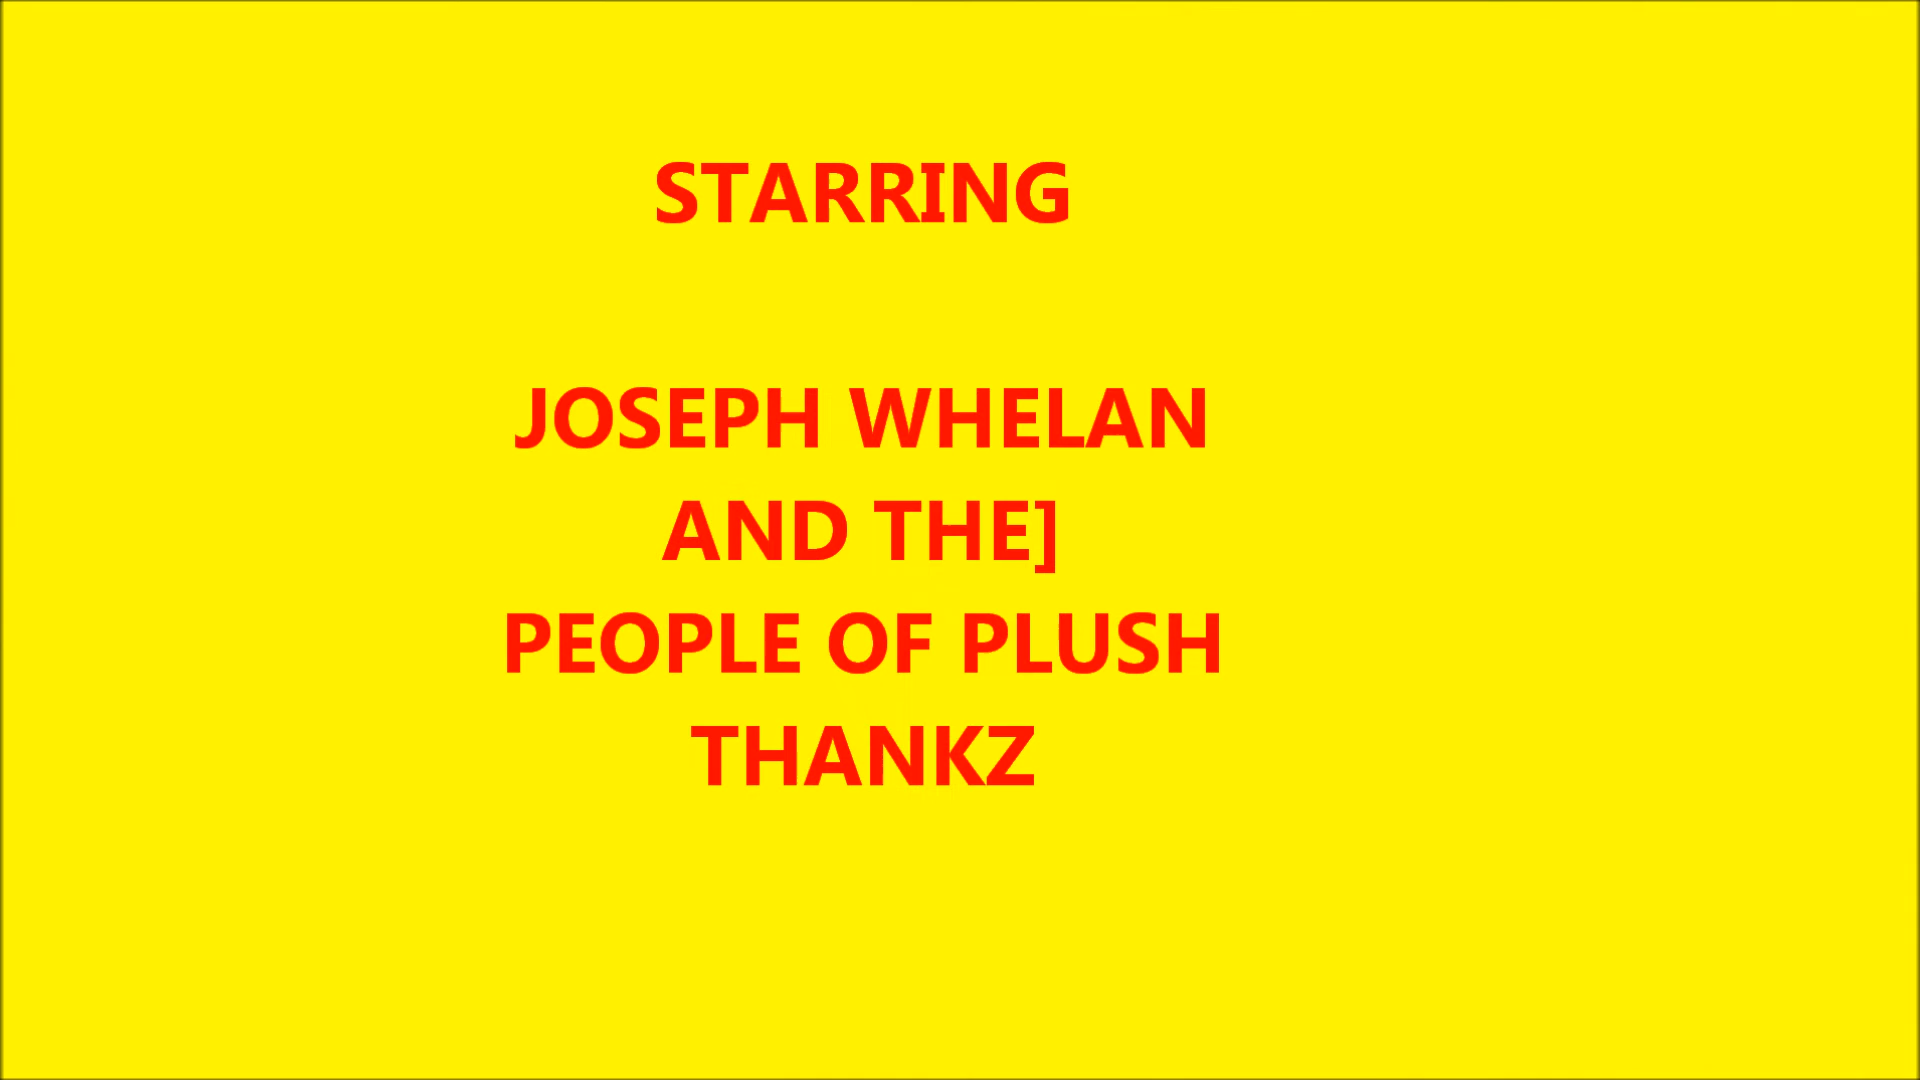 STARRING
JOSEPH WHELAN
AND THE]
PEOPLE OF PLUSH
THANKZ